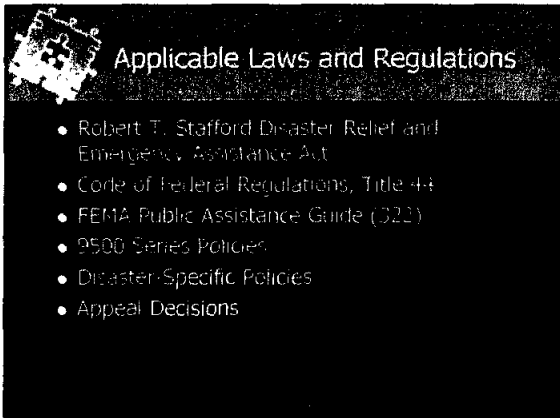 Applicable Laws and Regulations
• Robert T. Stafford Disaster Relief and
Emergency Assistance Act
• Code of Federal Regulations, Title 44
• FEMA Public Assistance Guide (322)
• 9500 Series Policies
• Disaster-Specific Policies
• Appeal Decisions